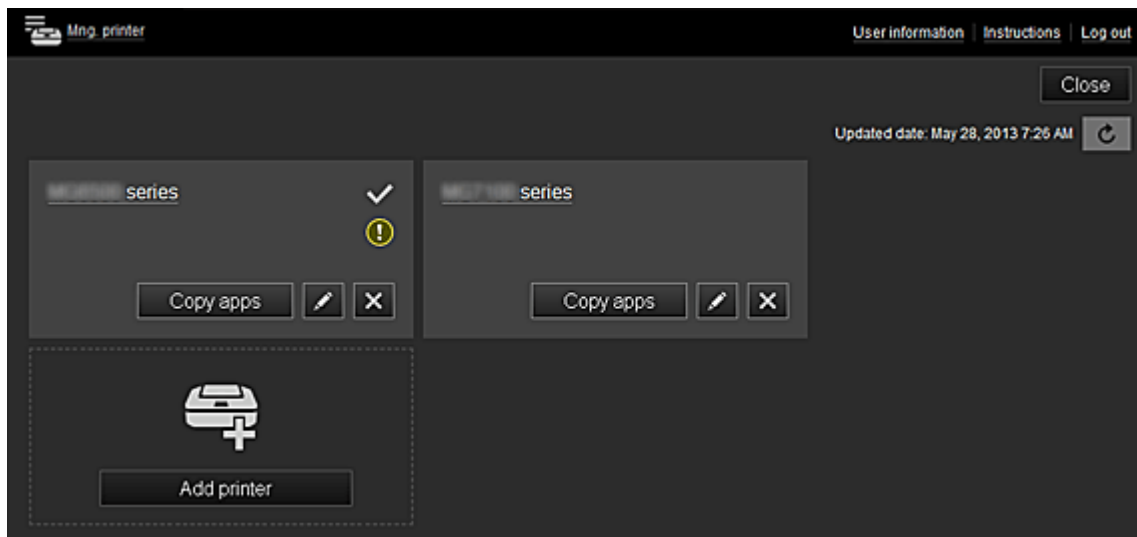 Mng. printer
User information Instructions Log out
Close
Updated date: May 28, 2013 7:26 AM
series
series
Copy apps
Copy apps
Add printer